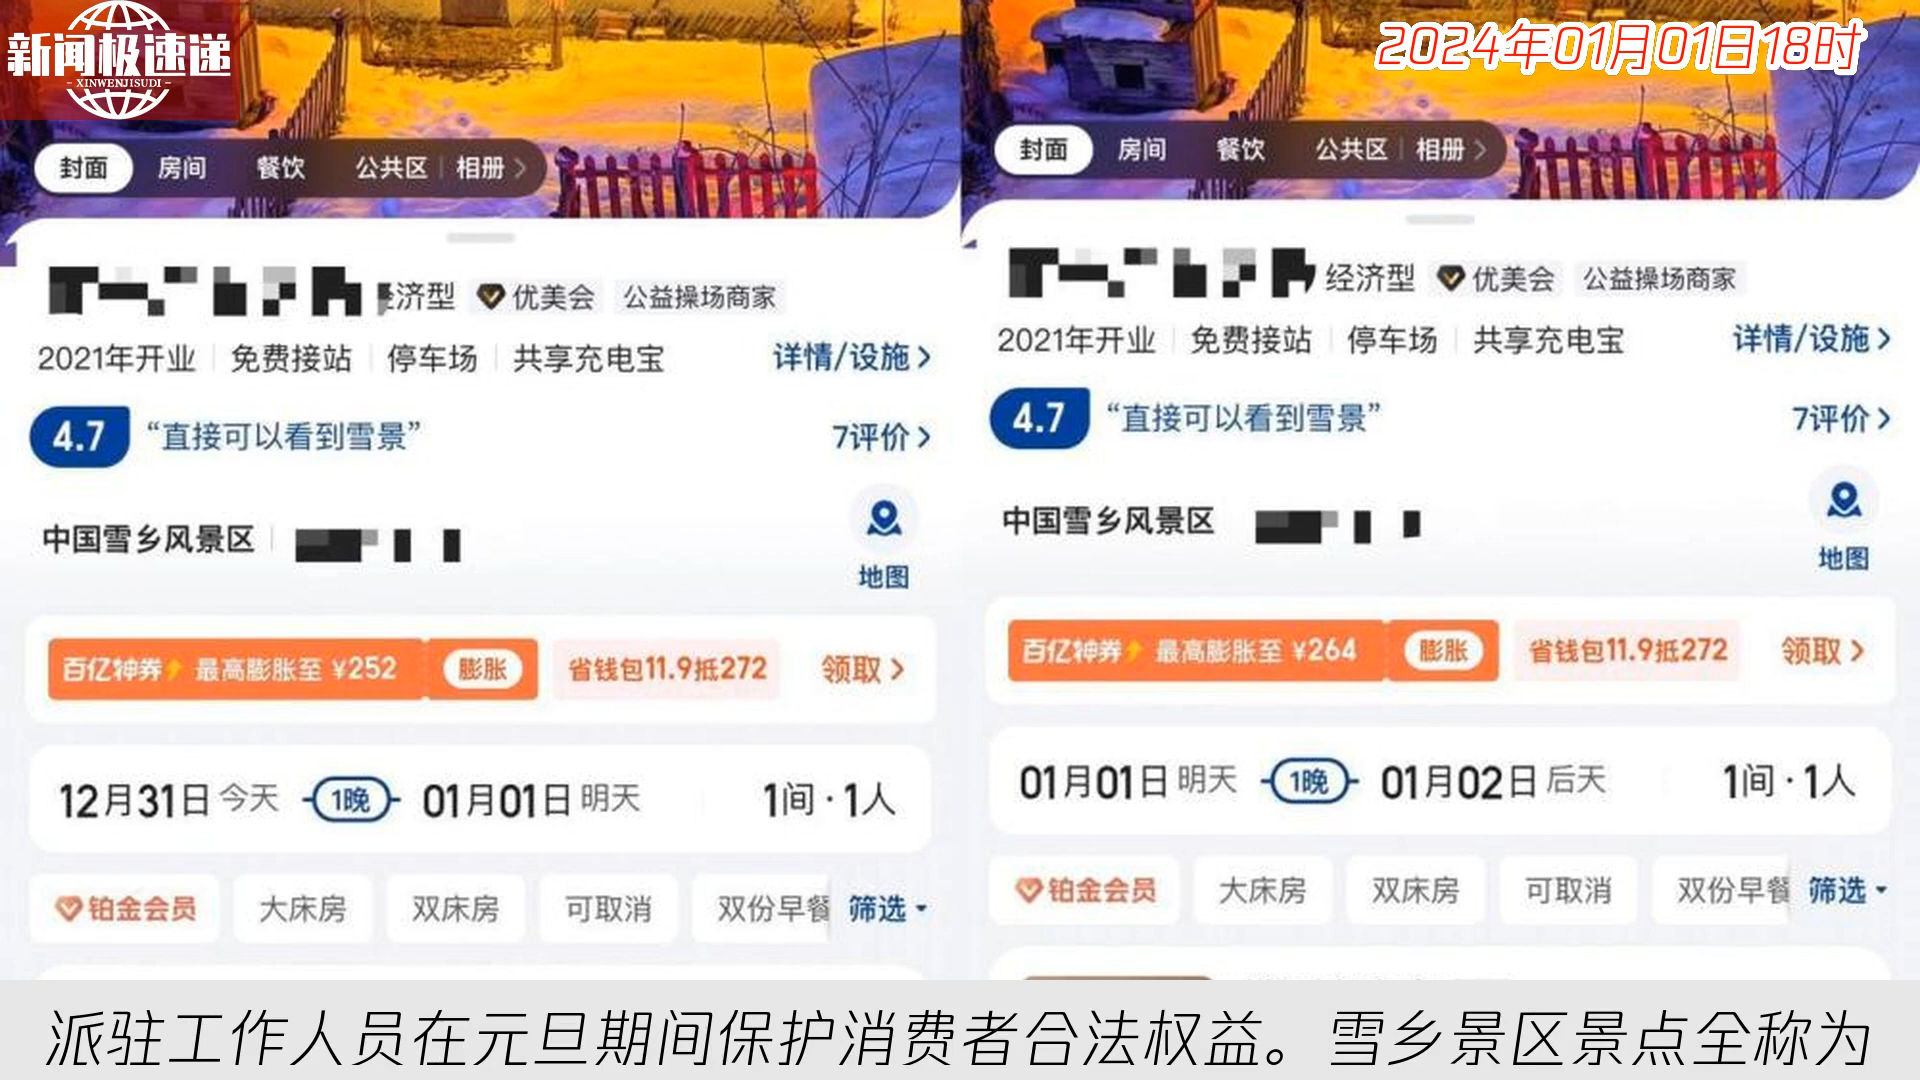 新闻极速递
XINWENJISUDI
2024年01月01日18时
封面 房间 餐饮 公共区 相册
济型 优美会 公益操场商家
2021年开业 免费接站 停车场 共享充电宝 详情/设施
4.7 “直接可以看到雪景” 7评价
中国雪乡风景区
地图
百亿神券 最高膨胀至 ¥252 膨胀 省钱包11.9抵272 领取
12月31日 今天 1晚 01月01日 明天 1间·1人
铂金会员 大床房 双床房 可取消 双份早餐 筛选
封面 房间 餐饮 公共区 相册
经济型 优美会 公益操场商家
2021年开业 免费接站 停车场 共享充电宝 详情/设施
4.7 “直接可以看到雪景” 7评价
中国雪乡风景区
地图
百亿神券 最高膨胀至 ¥264 膨胀 省钱包11.9抵272 领取
01月01日 明天 1晚 01月02日 后天 1间·1人
铂金会员 大床房 双床房 可取消 双份早餐 筛选
派驻工作人员在元旦期间保护消费者合法权益。雪乡景区景点全称为